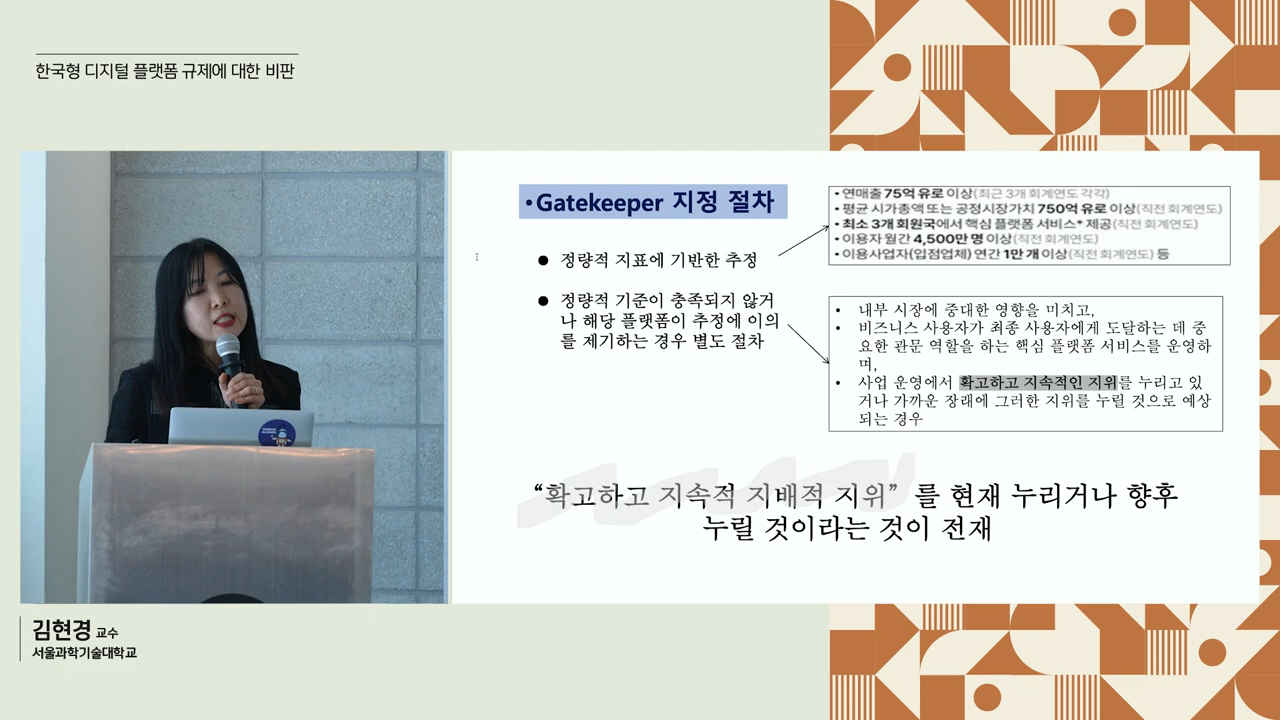 한국형 디지털 플랫폼 규제에 대한 비판
•Gatekeeper 지정 절차
● 정량적 지표에 기반한 추정
● 정량적 기준이 충족되지 않거
나 해당 플랫폼이 추정에 이의
를 제기하는 경우 별도 절차
• 연매출 75억 유로 이상(최근 3개 회계연도 각각)
• 평균 시가총액 또는 공정시장가치 750억 유로 이상(직전 회계연도)
• 최소 3개 회원국에서 핵심 플랫폼 서비스* 제공(직전 회계연도)
• 이용자 월간 4,500만 명 이상(직전 회계연도)
• 이용사업자(입점업체) 연간 1만 개 이상(직전 회계연도) 등
• 내부 시장에 중대한 영향을 미치고,
• 비즈니스 사용자가 최종 사용자에게 도달하는 데 중
요한 관문 역할을 하는 핵심 플랫폼 서비스를 운영하
며,
• 사업 운영에서 확고하고 지속적인 지위를 누리고 있
거나 가까운 장래에 그러한 지위를 누릴 것으로 예상
되는 경우
“확고하고 지속적 지배적 지위” 를 현재 누리거나 향후
누릴 것이라는 것이 전재
김현경 교수
서울과학기술대학교